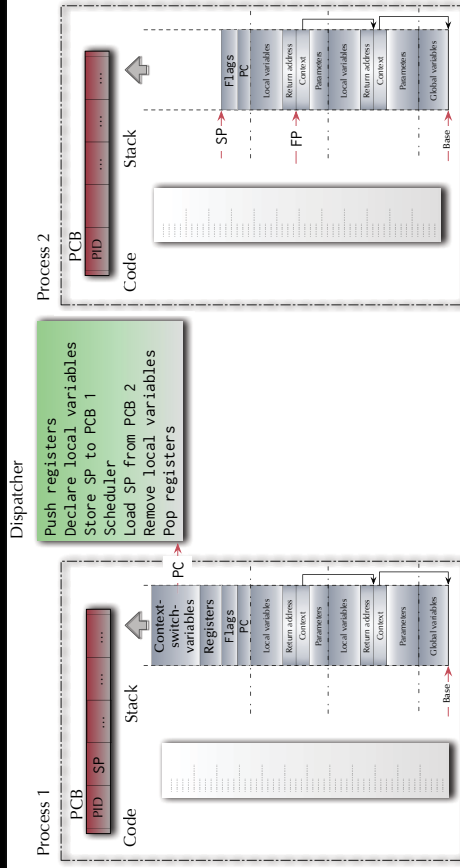 Dispatcher
Process 1
PCB
PID SP ... ...
Code
Stack
Context-
switch-
variables
Registers
Flags
PC
Local variables
Return address
Context
Parameters
Local variables
Return address
Context
Parameters
Global variables
Base
PC
Push registers
Declare local variables
Store SP to PCB 1
Scheduler
Load SP from PCB 2
Remove local variables
Pop registers
Process 2
PCB
PID ... ... ...
Code
Stack
SP
Flags
PC
Local variables
FP
Return address
Context
Parameters
Local variables
Return address
Context
Parameters
Global variables
Base